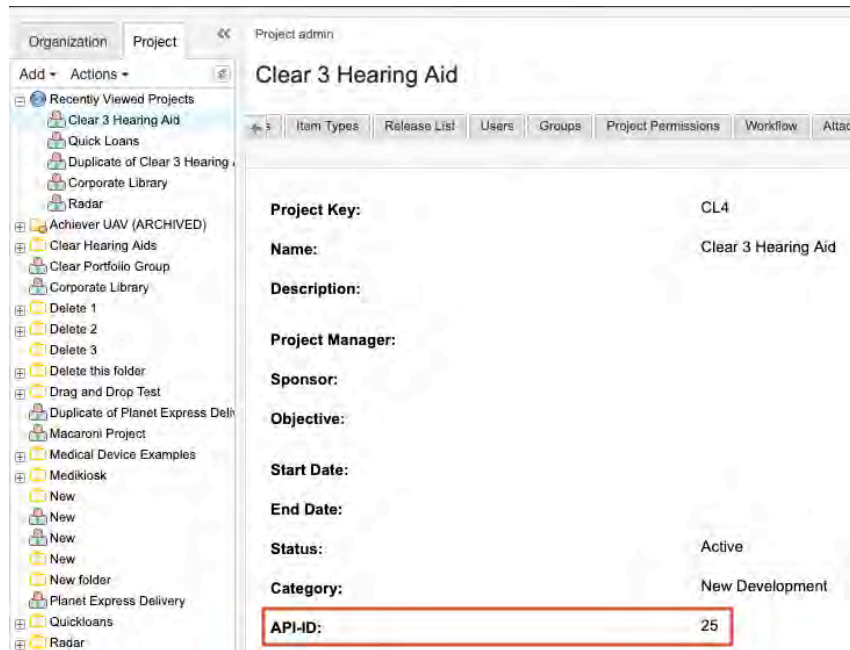 Organization Project
Project admin
Clear 3 Hearing Aid
Add Actions
Recently Viewed Projects
Clear 3 Hearing Aid
Quick Loans
Duplicate of Clear 3 Hearing
Corporate Library
Radar
Achiever UAV (ARCHIVED)
Clear Hearing Aids
Clear Portfolio Group
Corporate Library
Delete 1
Delete 2
Delete 3
Delete this folder
Drag and Drop Test
Duplicate of Planet Express Deliv
Macaroni Project
Medical Device Examples
Medikiosk
New
New
New
New
New folder
Planet Express Delivery
Quickloans
Radar
s Item Types Release List Users Groups Project Permissions Workflow Attac
Project Key: CL4
Name: Clear 3 Hearing Aid
Description:
Project Manager:
Sponsor:
Objective:
Start Date:
End Date:
Status: Active
Category: New Development
API-ID: 25